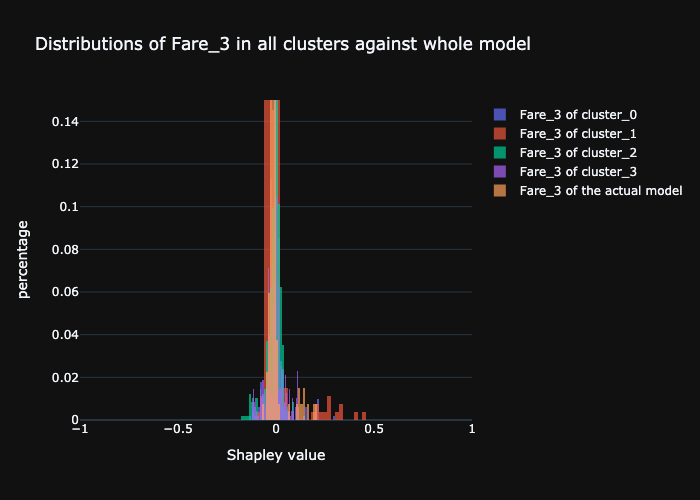 Distributions of Fare_3 in all clusters against whole model
Fare_3 of cluster_0
Fare_3 of cluster_1
Fare_3 of cluster_2
Fare_3 of cluster_3
Fare_3 of the actual model
percentage
0.14
0.12
0.1
0.08
0.06
0.04
0.02
0
−1
−0.5
0
0.5
1
Shapley value